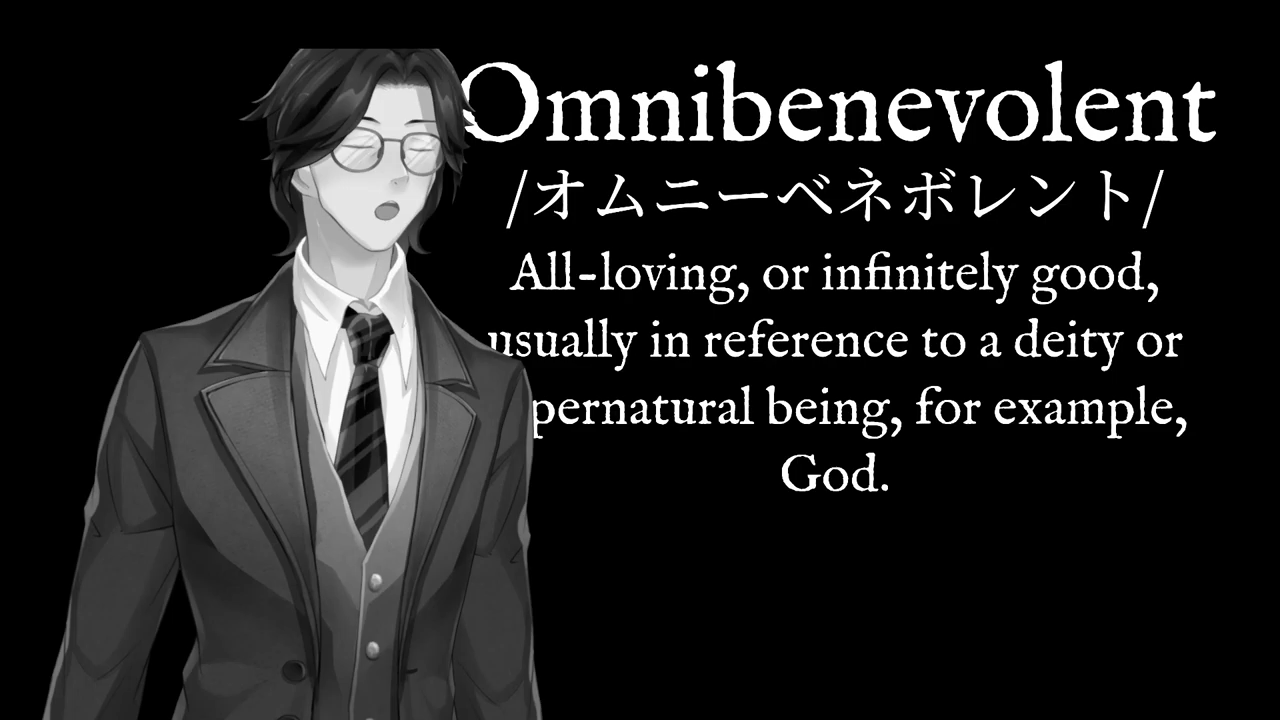 Omnibenevolent
/オムニーベネボレント/
All-loving, or infinitely good,
usually in reference to a deity or
pernatural being, for example,
God.